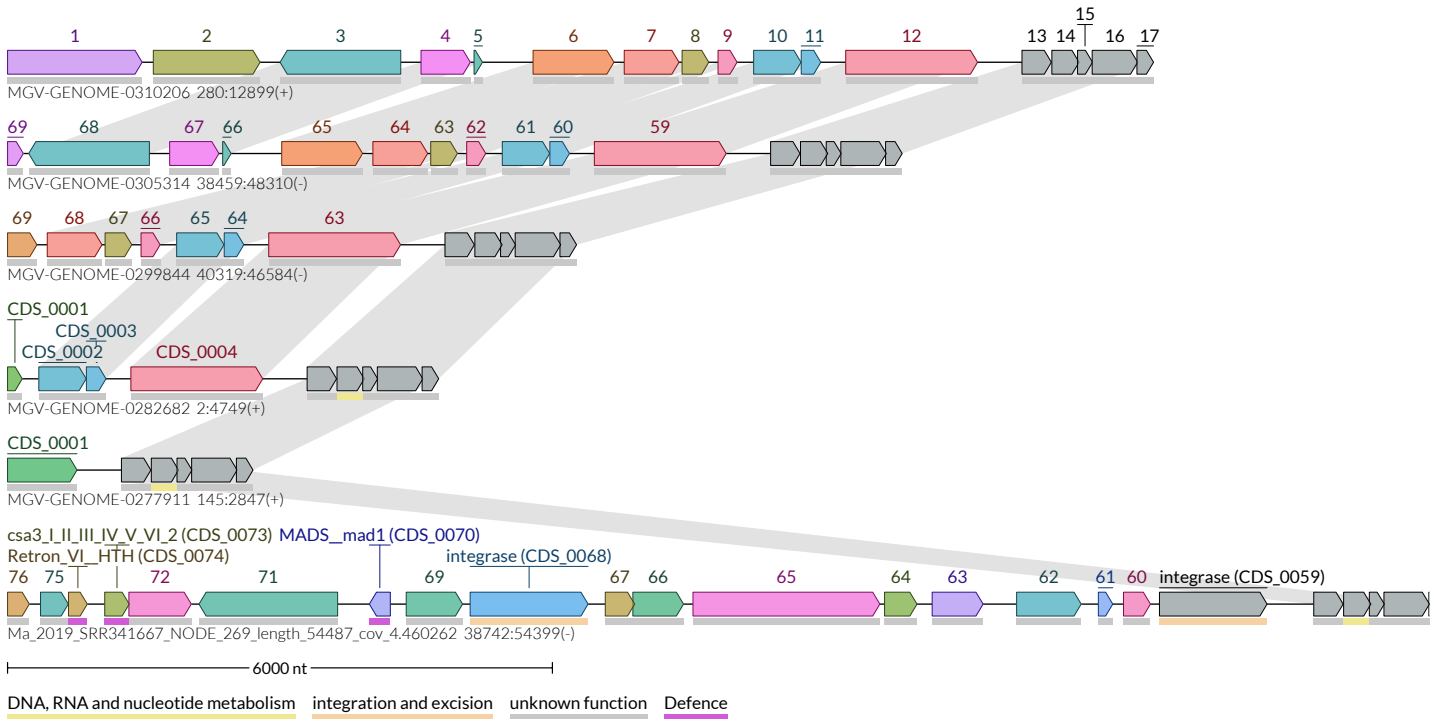 15
1 2 3 4 5 6 7 8 9 10 11 12 13 14 16 17
MGV-GENOME-0310206 280:12899(+)
69 68 67 66 65 64 63 62 61 60 59
MGV-GENOME-0305314 38459:48310(-)
69 68 67 66 65 64 63
MGV-GENOME-0299844 40319:46584(-)
CDS_0001
CDS_0003
CDS_0002 CDS_0004
MGV-GENOME-0282682 2:4749(+)
CDS_0001
MGV-GENOME-0277911 145:2847(+)
csa3_I_II_III_IV_V_VI_2 (CDS_0073) MADS__mad1 (CDS_0070)
Retron_VI__HTH (CDS_0074) integrase (CDS_0068)
76 75 72 71 69 67 66 65 64 63 62 61 60 integrase (CDS_0059)
Ma_2019_SRR341667_NODE_269_length_54487_cov_4.460262 38742:54399(-)
6000 nt
DNA, RNA and nucleotide metabolism integration and excision unknown function Defence